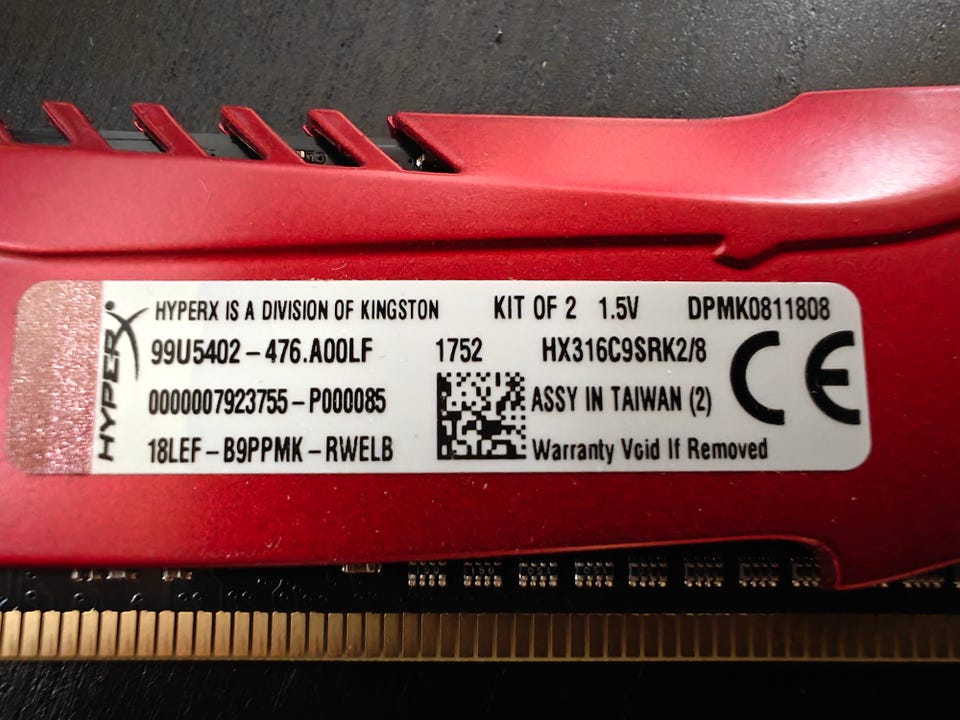 HYPERX
HYPERX IS A DIVISION OF KINGSTON KIT OF 2 1.5V DPMK0811808
99U5402-476.A00LF 1752 HX316C9SRK2/8
0000007923755-P000085 ASSY IN TAIWAN (2)
18LEF-B9PPMK-RWELB Warranty Void If Removed
CE